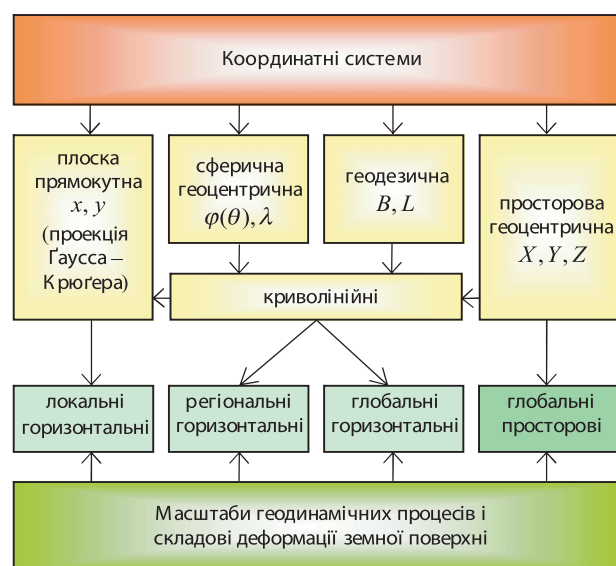 Координатні системи
плоска
прямокутна
x, y
(проекція
Ґаусса –
Крюґера)
сферична
геоцентрична
φ(θ), λ
геодезична
B, L
просторова
геоцентрична
X, Y, Z
криволінійні
локальні
горизонтальні
регіональні
горизонтальні
глобальні
горизонтальні
глобальні
просторові
Масштаби геодинамічних процесів і
складові деформації земної поверхні